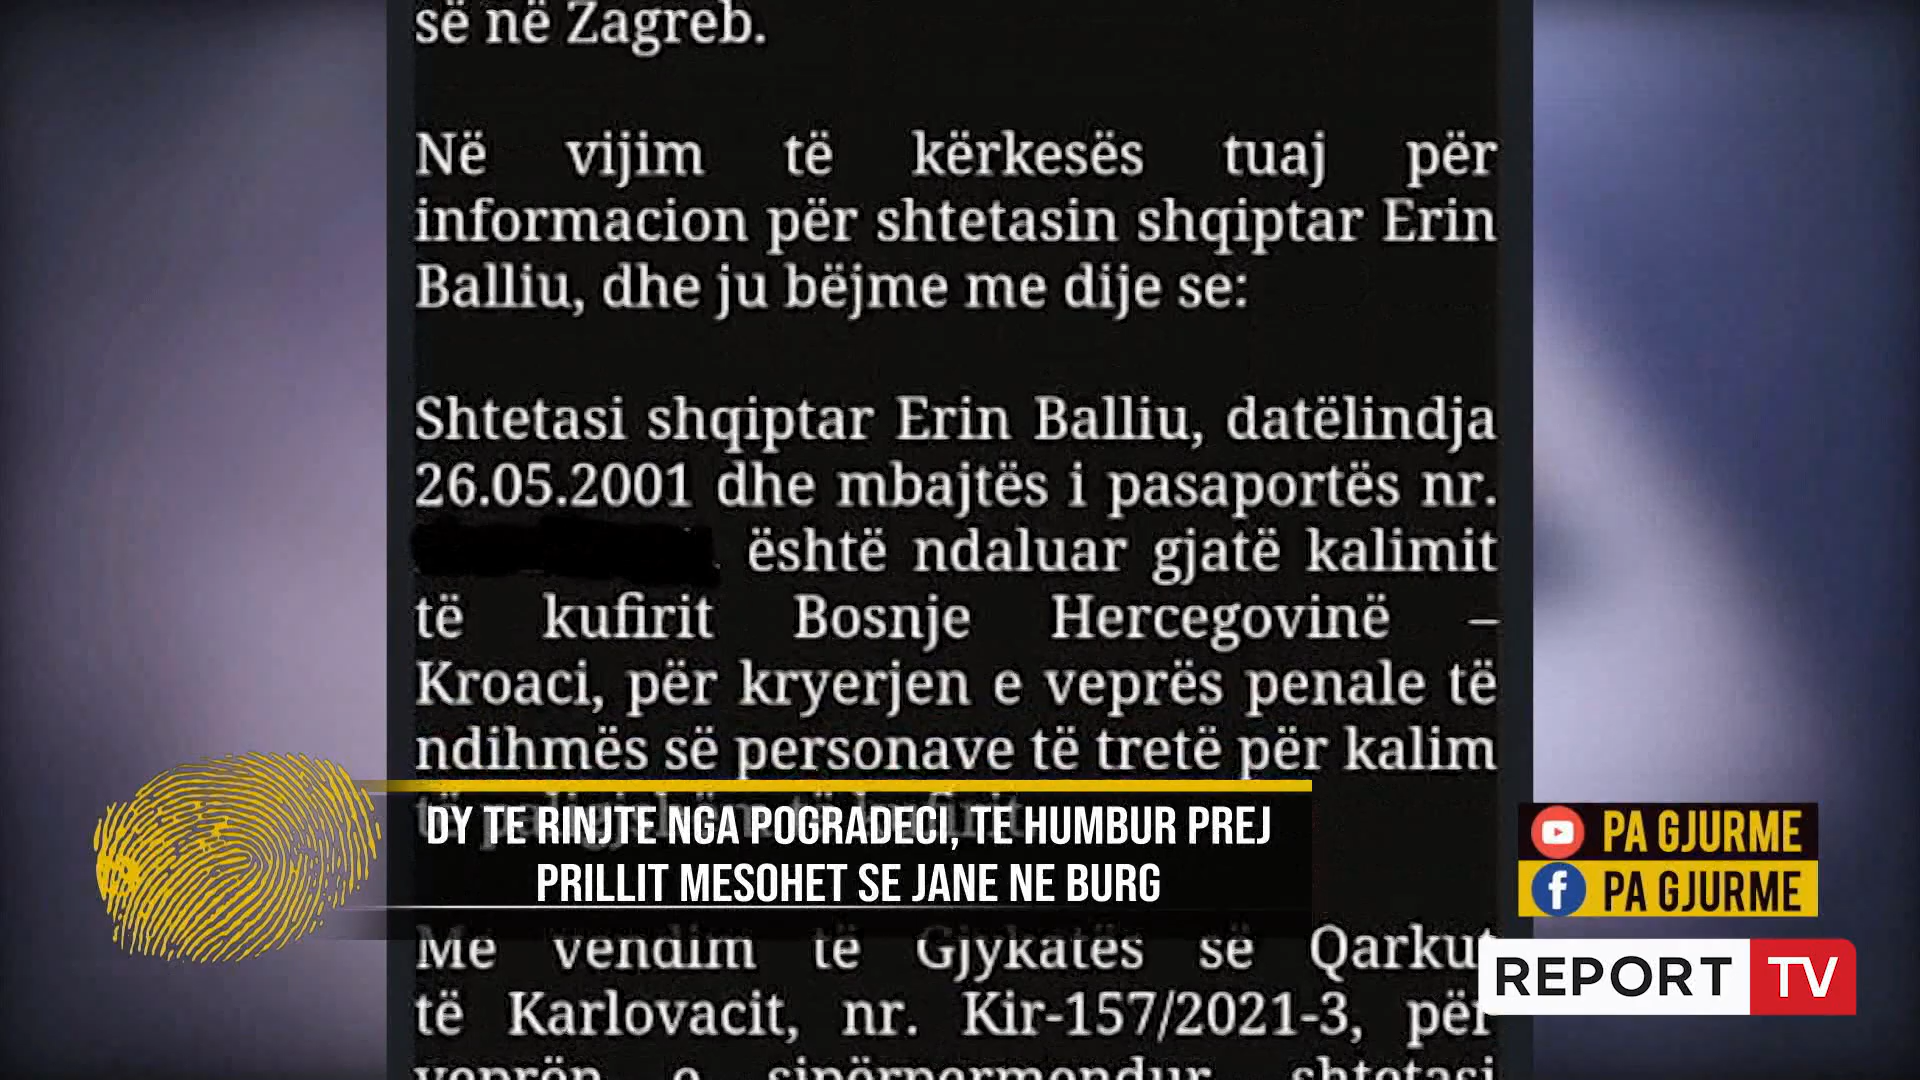 së në Zagreb.
Në vijim të kërkesës tuaj për
informacion për shtetasin shqiptar Erin
Balliu, dhe ju bëjme me dije se:
Shtetasi shqiptar Erin Balliu, datëlindja
26.05.2001 dhe mbajtës i pasaportës nr.
është ndaluar gjatë kalimit
të kufirit Bosnje Hercegovinë –
Kroaci, për kryerjen e veprës penale të
ndihmës së personave të tretë për kalim
DY TE RINJTE NGA POGRADECI, TE HUMBUR PREJ
PRILLIT MESOHET SE JANE NE BURG
PA GJURME
PA GJURME
Me vendim të Gjykatës së Qarkut
të Karlovacit, nr. Kir-157/2021-3, për
veprën e sipërpermendur shtetasi
REPORT TV